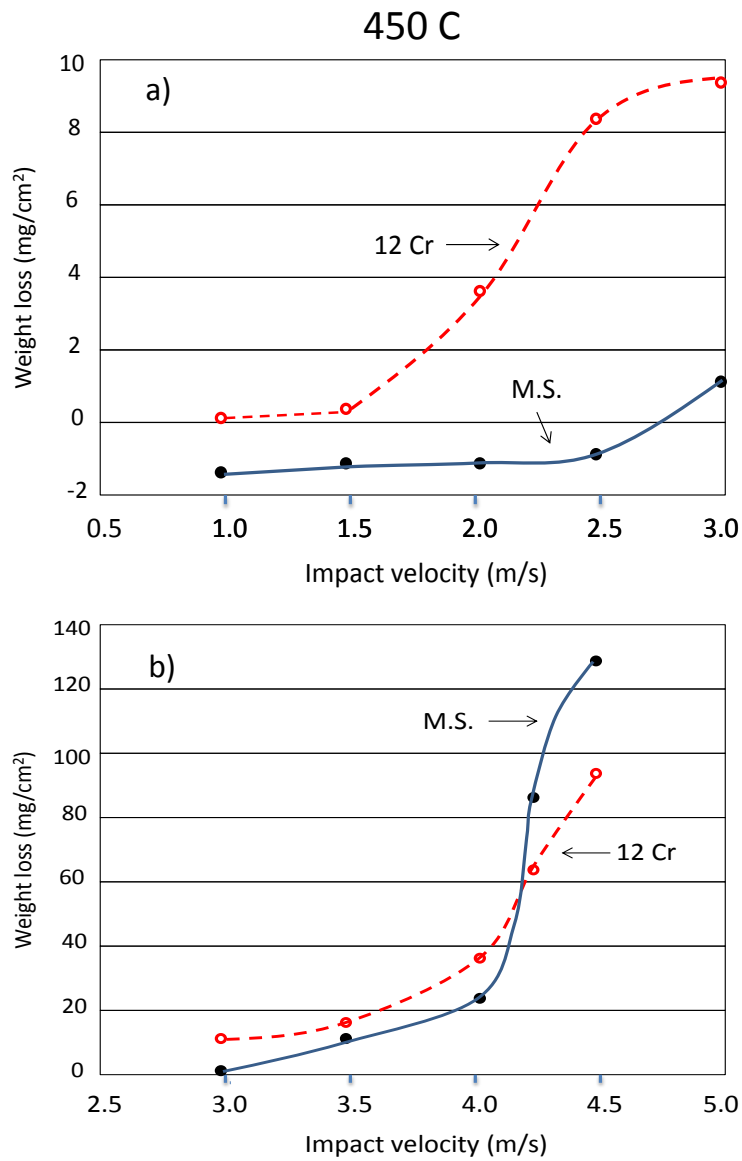 450 C
a)
10
8
6
4
2
0
-2
Weight loss (mg/cm²)
12 Cr
M.S.
0.5 1.0 1.5 2.0 2.5 3.0
Impact velocity (m/s)
b)
140
120
100
80
60
40
20
0
Weight loss (mg/cm²)
M.S.
12 Cr
2.5 3.0 3.5 4.0 4.5 5.0
Impact velocity (m/s)